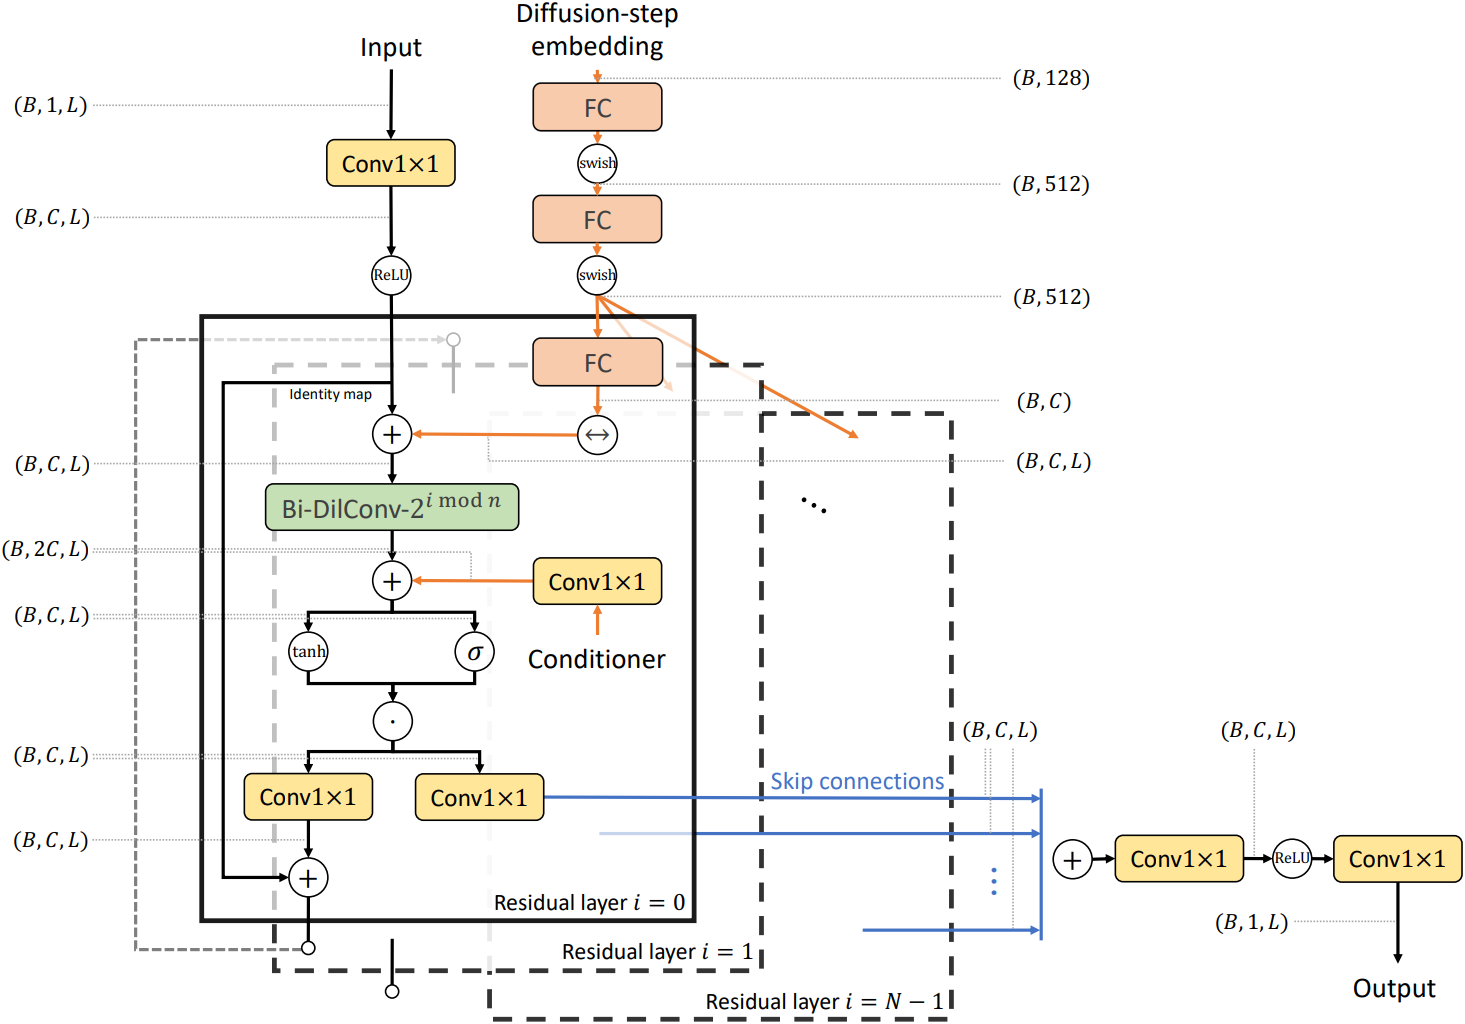 Diffusion-step
embedding
Input
(B, 128)
(B, 1, L)
FC
Conv1×1
swish
(B, 512)
(B, C, L)
FC
ReLU
swish
(B, 512)
FC
Identity map
(B, C)
+
↔
(B, C, L)
(B, C, L)
Bi-DilConv-2^{i mod n}
(B, 2C, L)
+
Conv1×1
(B, C, L)
tanh
σ
Conditioner
·
(B, C, L)
(B, C, L)
(B, C, L)
Skip connections
Conv1×1
Conv1×1
(B, C, L)
+
+
Conv1×1
ReLU
Conv1×1
Residual layer i = 0
(B, 1, L)
Residual layer i = 1
Output
Residual layer i = N − 1